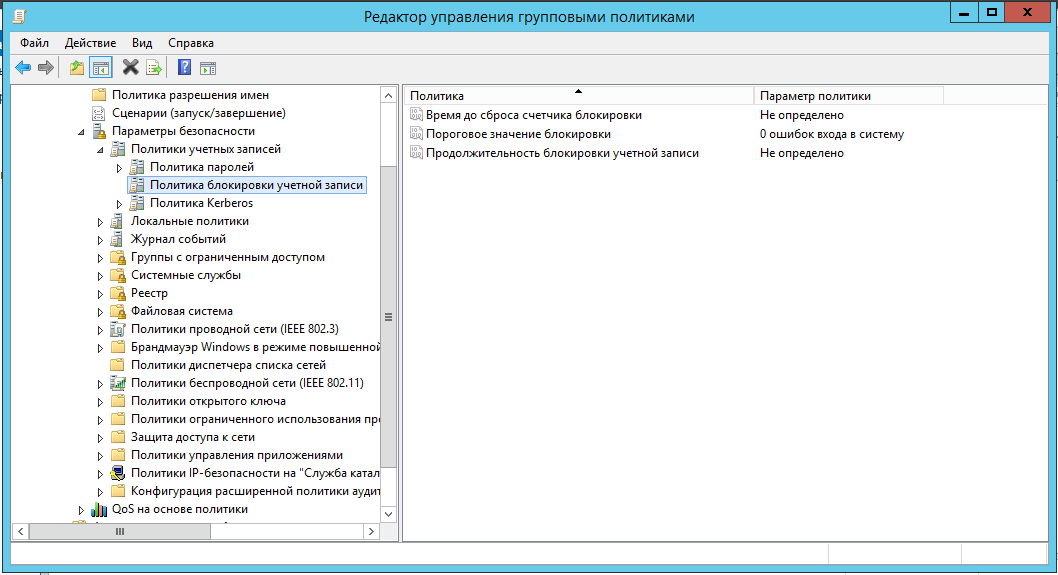 Редактор управления групповыми политиками
Файл Действие Вид Справка
Политика разрешения имен
Сценарии (запуск/завершение)
Параметры безопасности
Политики учетных записей
Политика паролей
Политика блокировки учетной записи
Политика Kerberos
Локальные политики
Журнал событий
Группы с ограниченным доступом
Системные службы
Реестр
Файловая система
Политики проводной сети (IEEE 802.3)
Брандмауэр Windows в режиме повышенной
Политики диспетчера списка сетей
Политики беспроводной сети (IEEE 802.11)
Политики открытого ключа
Политики ограниченного использования про
Защита доступа к сети
Политики управления приложениями
Политики IP-безопасности на "Служба катал
Конфигурация расширенной политики аудит
QoS на основе политики
Политика Параметр политики
Время до сброса счетчика блокировки Не определено
Пороговое значение блокировки 0 ошибок входа в систему
Продолжительность блокировки учетной записи Не определено